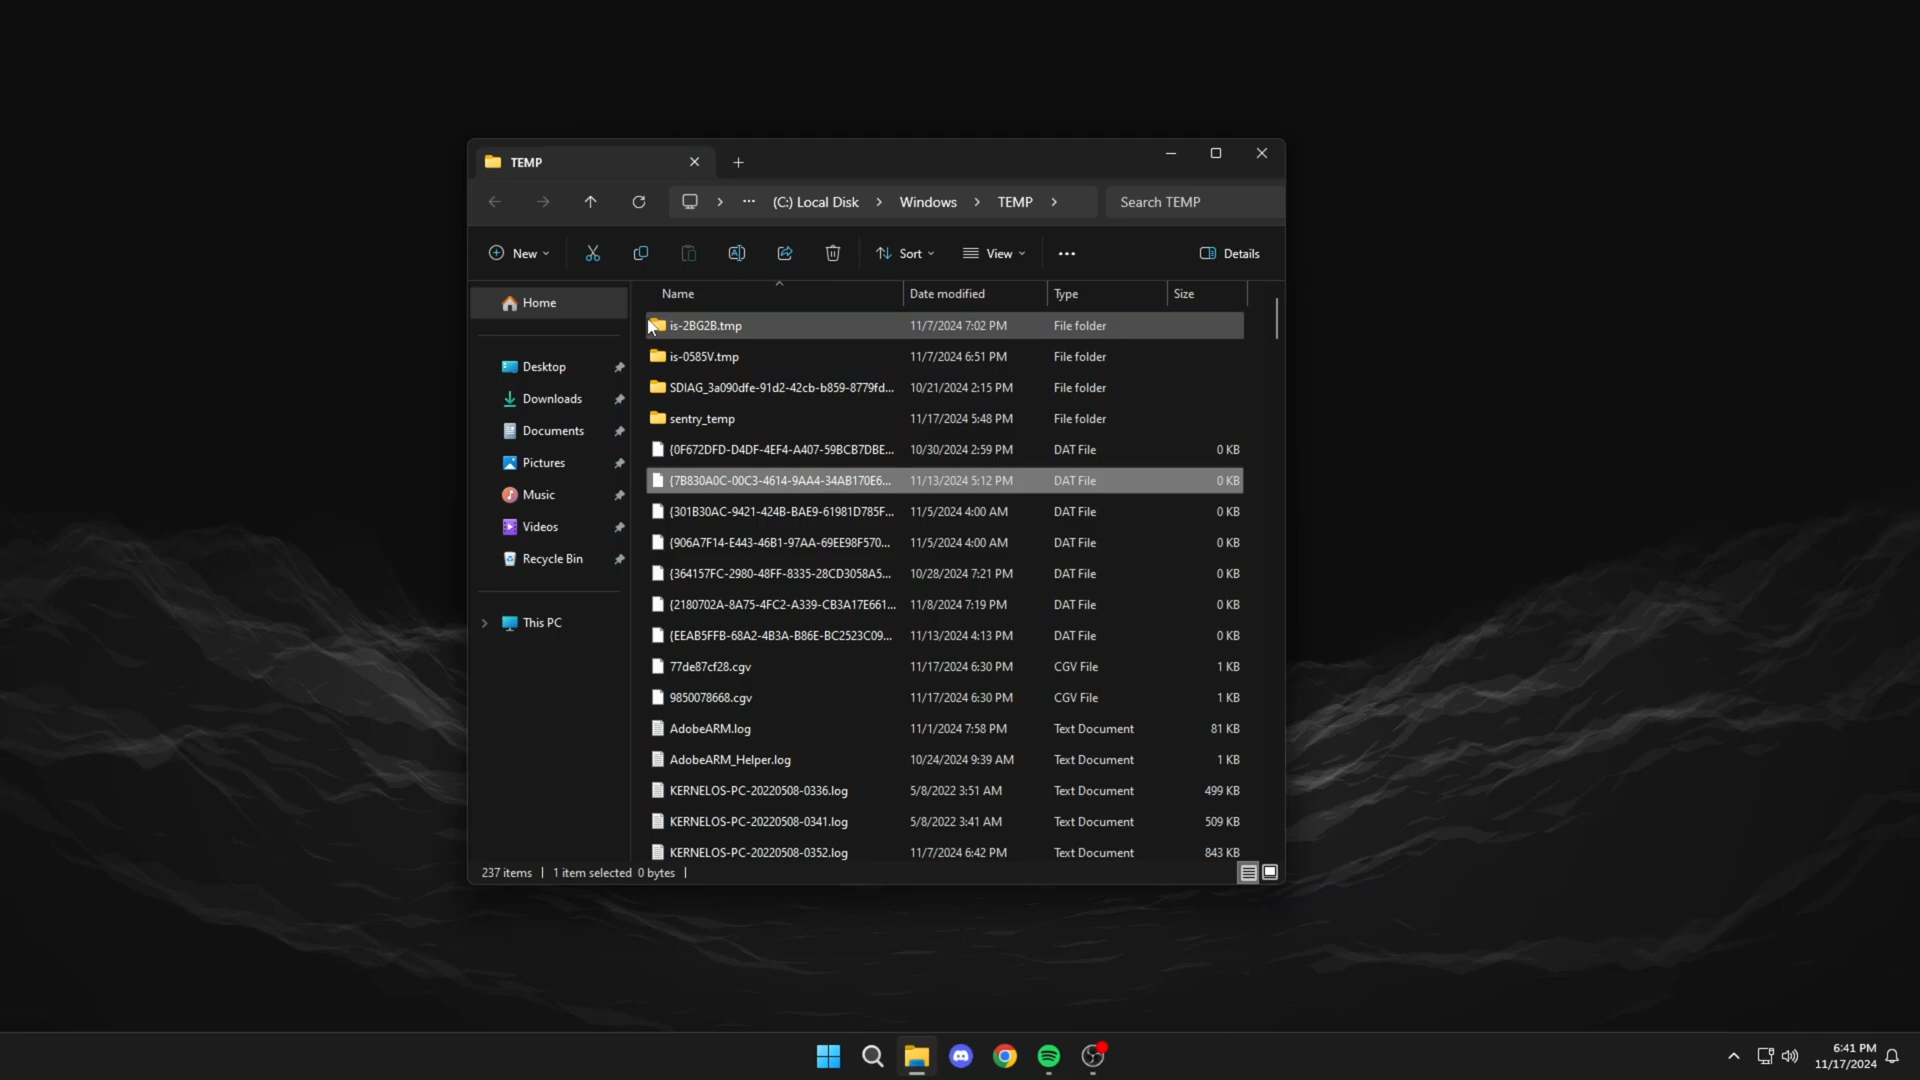 TEMP
(C:) Local Disk > Windows > TEMP >
Search TEMP
New
Sort
View
Details
Name Date modified Type Size
Home
Desktop
Downloads
Documents
Pictures
Music
Videos
Recycle Bin
This PC
is-2BG2B.tmp 11/7/2024 7:02 PM File folder
is-0585V.tmp 11/7/2024 6:51 PM File folder
SDIAG_3a090dfe-91d2-42cb-b859-8779fd... 10/21/2024 2:15 PM File folder
sentry_temp 11/17/2024 5:48 PM File folder
{0F672DFD-D4DF-4EF4-A407-59BCB7DBE... 10/30/2024 2:59 PM DAT File 0 KB
{7B830A0C-00C3-4614-9AA4-34AB170E6... 11/13/2024 5:12 PM DAT File 0 KB
{301B30AC-9421-424B-BAE9-61981D785F... 11/5/2024 4:00 AM DAT File 0 KB
{906A7F14-E443-46B1-97AA-69EE98F570... 11/5/2024 4:00 AM DAT File 0 KB
{364157FC-2980-48FF-8335-28CD3058A5... 10/28/2024 7:21 PM DAT File 0 KB
{2180702A-8A75-4FC2-A339-CB3A17E661... 11/8/2024 7:19 PM DAT File 0 KB
{EEAB5FFB-68A2-4B3A-B86E-BC2523C09... 11/13/2024 4:13 PM DAT File 0 KB
77de87cf28.cgv 11/17/2024 6:30 PM CGV File 1 KB
9850078668.cgv 11/17/2024 6:30 PM CGV File 1 KB
AdobeARM.log 11/1/2024 7:58 PM Text Document 81 KB
AdobeARM_Helper.log 10/24/2024 9:39 AM Text Document 1 KB
KERNELOS-PC-20220508-0336.log 5/8/2022 3:51 AM Text Document 499 KB
KERNELOS-PC-20220508-0341.log 5/8/2022 3:41 AM Text Document 509 KB
KERNELOS-PC-20220508-0352.log 11/7/2024 6:42 PM Text Document 843 KB
237 items | 1 item selected 0 bytes |
6:41 PM
11/17/2024